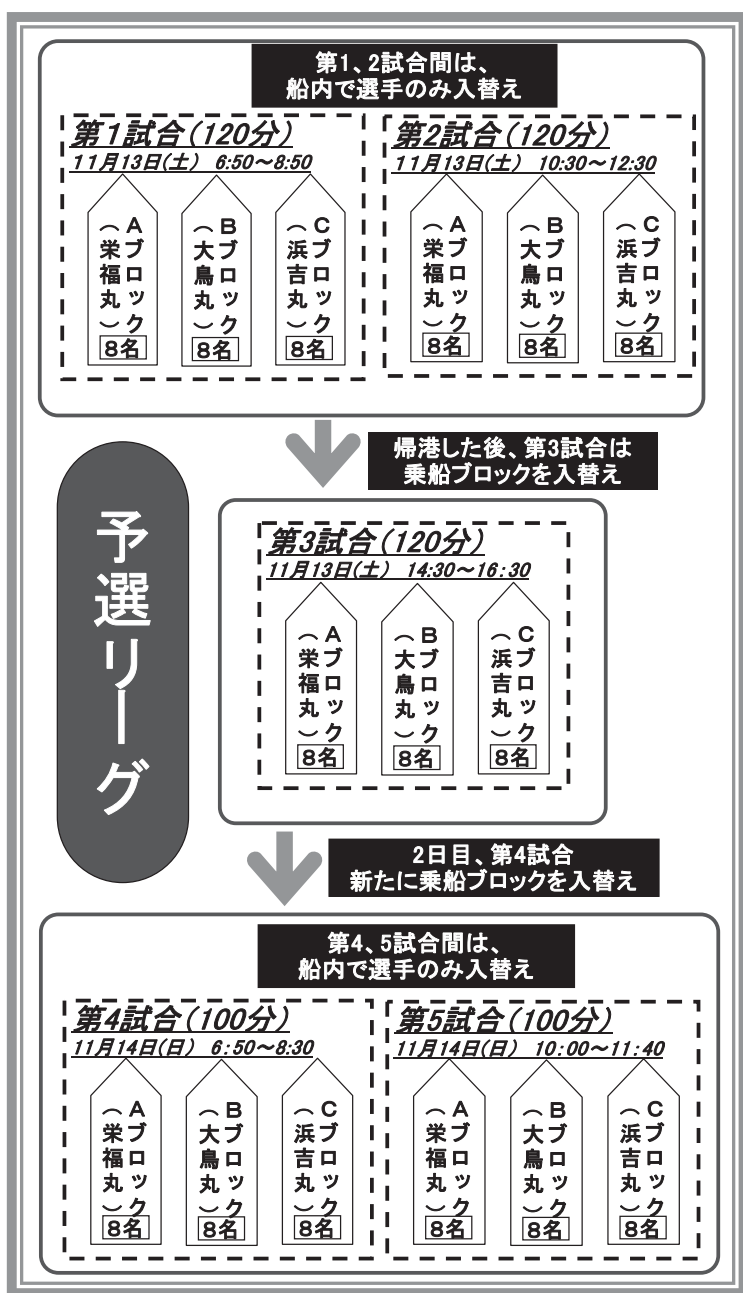 第1、2試合間は、
船内で選手のみ入替え
第1試合(120分)
11月13日(土) 6:50～8:50
Aブロック
(栄福丸)
8名
Bブロック
(大鳥丸)
8名
Cブロック
(浜吉丸)
8名
第2試合(120分)
11月13日(土) 10:30～12:30
Aブロック
(栄福丸)
8名
Bブロック
(大鳥丸)
8名
Cブロック
(浜吉丸)
8名
帰港した後、第3試合は
乗船ブロックを入替え
予選リーグ
第3試合(120分)
11月13日(土) 14:30～16:30
Aブロック
(栄福丸)
8名
Bブロック
(大鳥丸)
8名
Cブロック
(浜吉丸)
8名
2日目、第4試合
新たに乗船ブロックを入替え
第4、5試合間は、
船内で選手のみ入替え
第4試合(100分)
11月14日(日) 6:50～8:30
Aブロック
(栄福丸)
8名
Bブロック
(大鳥丸)
8名
Cブロック
(浜吉丸)
8名
第5試合(100分)
11月14日(日) 10:00～11:40
Aブロック
(栄福丸)
8名
Bブロック
(大鳥丸)
8名
Cブロック
(浜吉丸)
8名